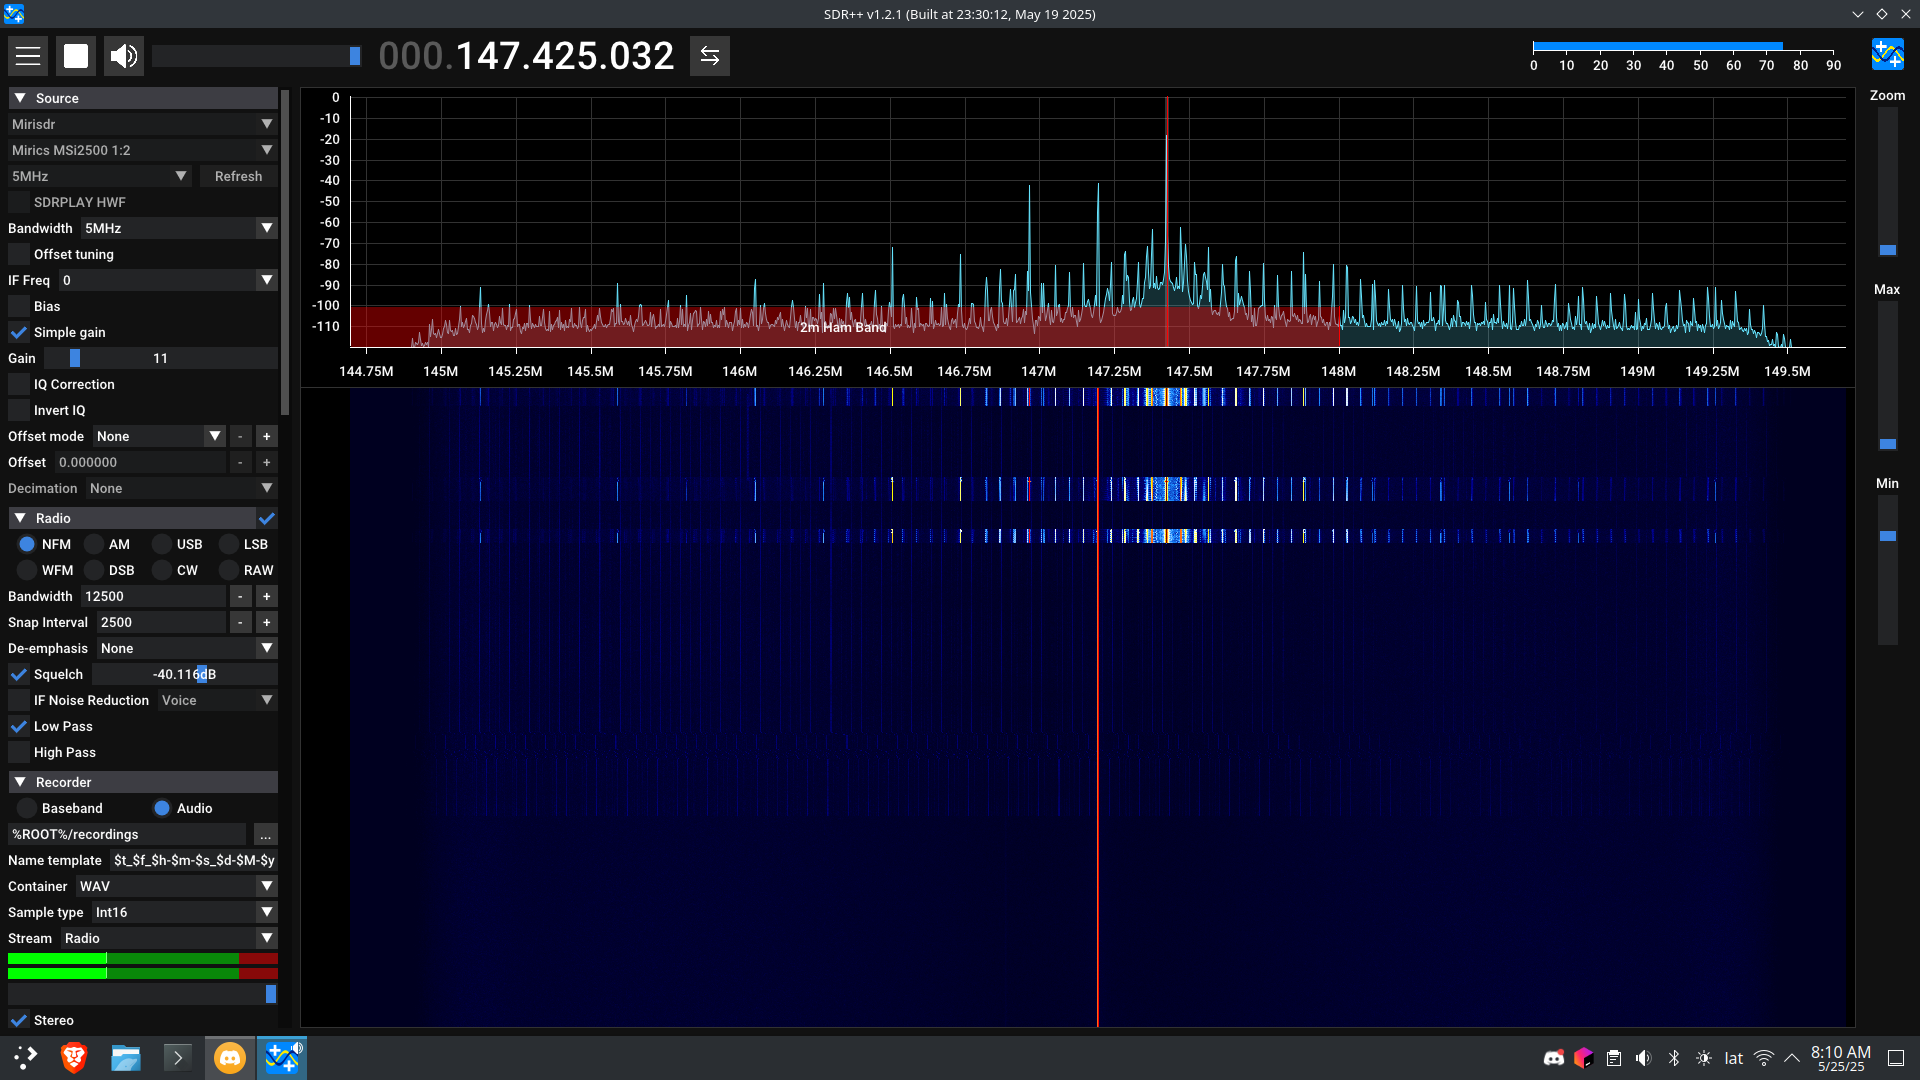 SDR++ v1.2.1 (Built at 23:30:12, May 19 2025)
000.147.425.032
0 10 20 30 40 50 60 70 80 90
Source
Mirisdr
Mirics MSi2500 1:2
5MHz Refresh
SDRPLAY HWF
Bandwidth 5MHz
Offset tuning
IF Freq 0
Bias
Simple gain
Gain 11
IQ Correction
Invert IQ
Offset mode None - +
Offset 0.000000 - +
Decimation None
Radio
NFM AM USB LSB
WFM DSB CW RAW
Bandwidth 12500 - +
Snap Interval 2500 - +
De-emphasis None
Squelch -40.116dB
IF Noise Reduction Voice
Low Pass
High Pass
Recorder
Baseband Audio
%ROOT%/recordings ...
Name template $t_$f_$h-$m-$s_$d-$M-$y
Container WAV
Sample type Int16
Stream Radio
Stereo
0
-10
-20
-30
-40
-50
-60
-70
-80
-90
-100
-110
2m Ham Band
144.75M 145M 145.25M 145.5M 145.75M 146M 146.25M 146.5M 146.75M 147M 147.25M 147.5M 147.75M 148M 148.25M 148.5M 148.75M 149M 149.25M 149.5M
Zoom
Max
Min
lat
8:10 AM
5/25/25